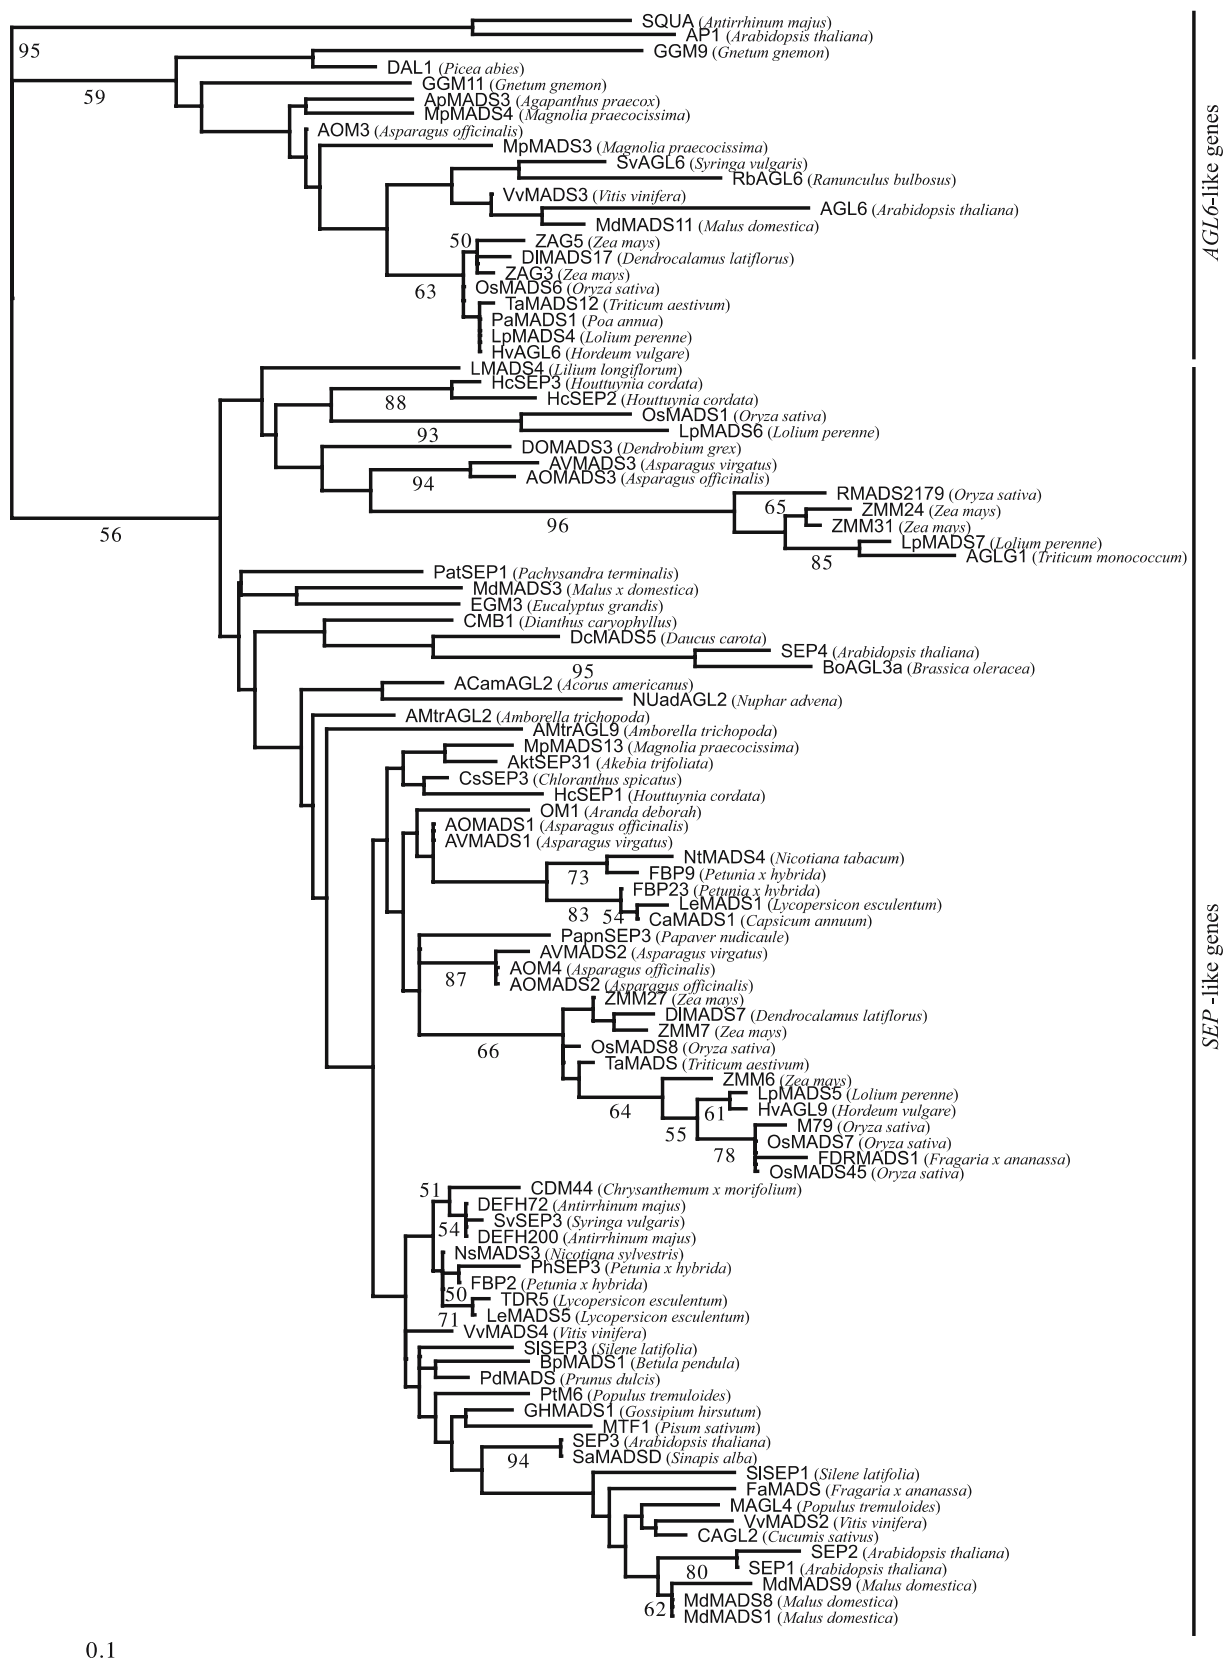 SQUA (Antirrhinum majus)
AP1 (Arabidopsis thaliana)
95
GGM9 (Gnetum gnemon)
DAL1 (Picea abies)
GGM11 (Gnetum gnemon)
59
ApMADS3 (Agapanthus praecox)
MpMADS4 (Magnolia praecocissima)
AOM3 (Asparagus officinalis)
MpMADS3 (Magnolia praecocissima)
SvAGL6 (Syringa vulgaris)
RbAGL6 (Ranunculus bulbosus)
VvMADS3 (Vitis vinifera)
AGL6 (Arabidopsis thaliana)
MdMADS11 (Malus domestica)
50
ZAG5 (Zea mays)
DlMADS17 (Dendrocalamus latiflorus)
ZAG3 (Zea mays)
63
OsMADS6 (Oryza sativa)
TaMADS12 (Triticum aestivum)
PaMADS1 (Poa annua)
LpMADS4 (Lolium perenne)
HvAGL6 (Hordeum vulgare)
AGL6-like genes
LMADS4 (Lilium longiflorum)
HcSEP3 (Houttuynia cordata)
88
HcSEP2 (Houttuynia cordata)
OsMADS1 (Oryza sativa)
93
LpMADS6 (Lolium perenne)
DOMADS3 (Dendrobium grex)
AVMADS3 (Asparagus virgatus)
94
AOMADS3 (Asparagus officinalis)
RMADS2179 (Oryza sativa)
65
ZMM24 (Zea mays)
96
ZMM31 (Zea mays)
56
LpMADS7 (Lolium perenne)
85
AGLG1 (Triticum monococcum)
PatSEP1 (Pachysandra terminalis)
MdMADS3 (Malus x domestica)
EGM3 (Eucalyptus grandis)
CMB1 (Dianthus caryophyllus)
DcMADS5 (Daucus carota)
SEP4 (Arabidopsis thaliana)
95
BoAGL3a (Brassica oleracea)
ACamAGL2 (Acorus americanus)
NUadAGL2 (Nuphar advena)
AMtrAGL2 (Amborella trichopoda)
AMtrAGL9 (Amborella trichopoda)
MpMADS13 (Magnolia praecocissima)
AktSEP31 (Akebia trifoliata)
CsSEP3 (Chloranthus spicatus)
HcSEP1 (Houttuynia cordata)
OM1 (Aranda deborah)
AOMADS1 (Asparagus officinalis)
AVMADS1 (Asparagus virgatus)
NtMADS4 (Nicotiana tabacum)
73
FBP9 (Petunia x hybrida)
FBP23 (Petunia x hybrida)
LeMADS1 (Lycopersicon esculentum)
83
54
CaMADS1 (Capsicum annuum)
PapnSEP3 (Papaver nudicaule)
AVMADS2 (Asparagus virgatus)
87
AOM4 (Asparagus officinalis)
AOMADS2 (Asparagus officinalis)
ZMM27 (Zea mays)
DlMADS7 (Dendrocalamus latiflorus)
ZMM7 (Zea mays)
66
OsMADS8 (Oryza sativa)
TaMADS (Triticum aestivum)
ZMM6 (Zea mays)
LpMADS5 (Lolium perenne)
64
61
HvAGL9 (Hordeum vulgare)
55
M79 (Oryza sativa)
OsMADS7 (Oryza sativa)
78
FDRMADS1 (Fragaria x ananassa)
OsMADS45 (Oryza sativa)
SEP -like genes
51
CDM44 (Chrysanthemum x morifolium)
DEFH72 (Antirrhinum majus)
54
SvSEP3 (Syringa vulgaris)
DEFH200 (Antirrhinum majus)
NsMADS3 (Nicotiana sylvestris)
PhSEP3 (Petunia x hybrida)
FBP2 (Petunia x hybrida)
50
TDR5 (Lycopersicon esculentum)
71
LeMADS5 (Lycopersicon esculentum)
VvMADS4 (Vitis vinifera)
SlSEP3 (Silene latifolia)
BpMADS1 (Betula pendula)
PdMADS (Prunus dulcis)
PtM6 (Populus tremuloides)
GHMADS1 (Gossipium hirsutum)
MTF1 (Pisum sativum)
SEP3 (Arabidopsis thaliana)
94
SaMADSD (Sinapis alba)
SlSEP1 (Silene latifolia)
FaMADS (Fragaria x ananassa)
MAGL4 (Populus tremuloides)
VvMADS2 (Vitis vinifera)
CAGL2 (Cucumis sativus)
SEP2 (Arabidopsis thaliana)
80
SEP1 (Arabidopsis thaliana)
MdMADS9 (Malus domestica)
MdMADS8 (Malus domestica)
62
MdMADS1 (Malus domestica)
0.1